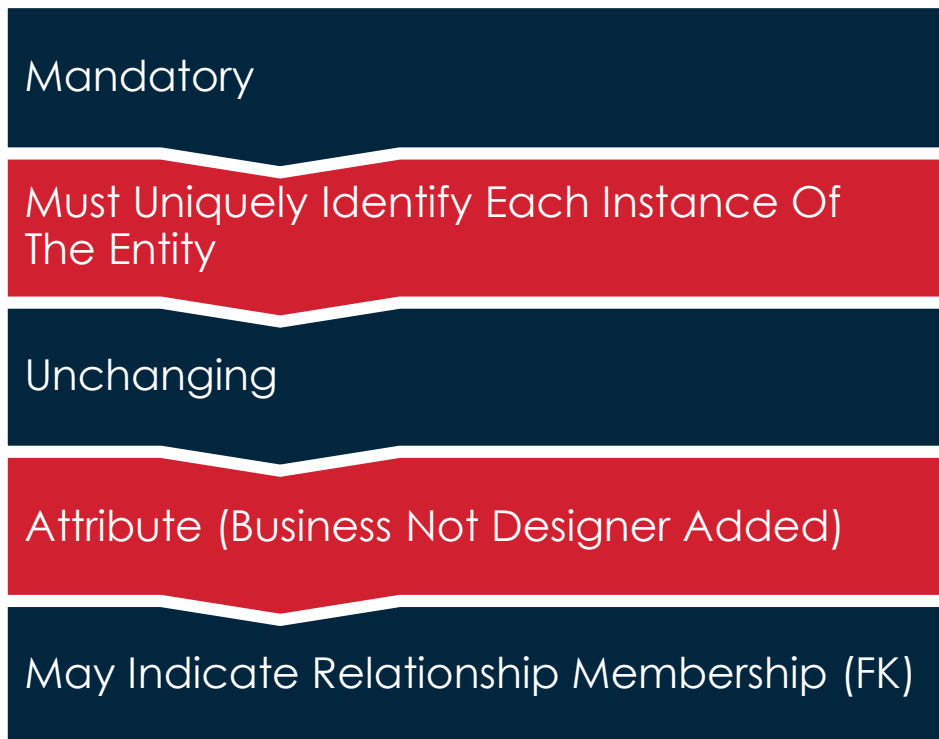 Mandatory
Must Uniquely Identify Each Instance Of
The Entity
Unchanging
Attribute (Business Not Designer Added)
May Indicate Relationship Membership (FK)